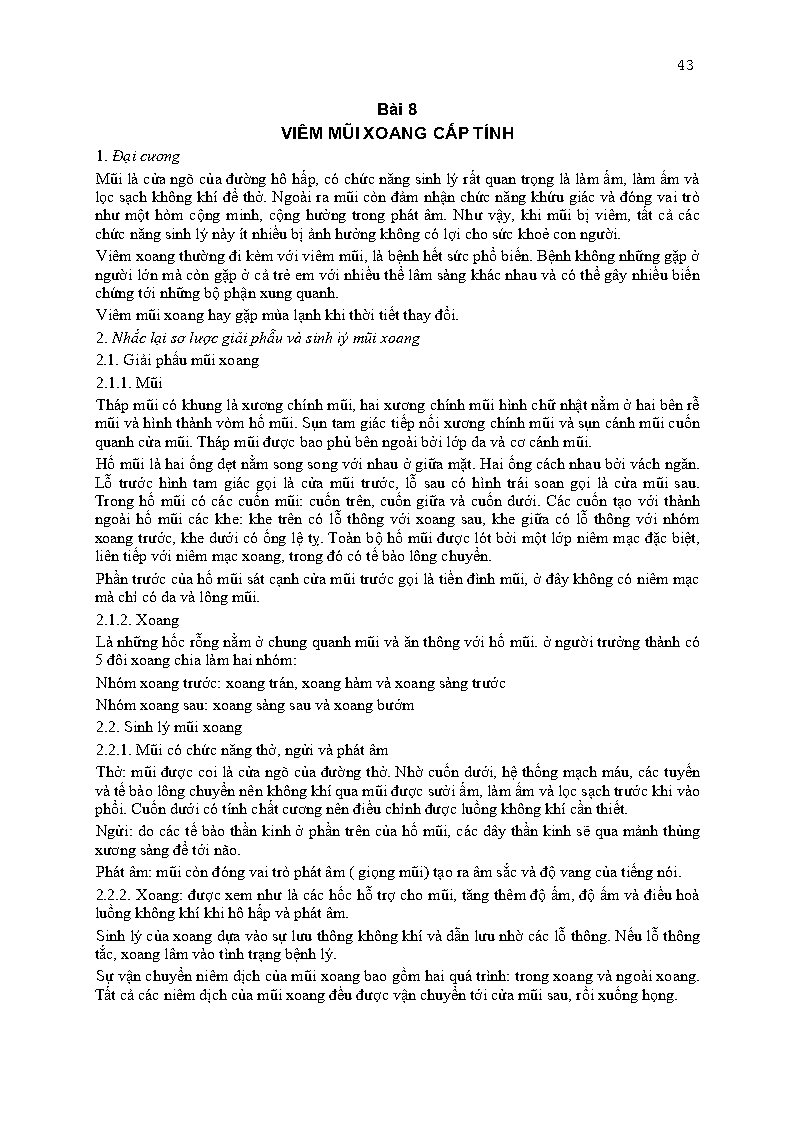 43
Bài 8
VIÊM MŨI XOANG CẤP TÍNH
1. Đại cương
Mũi là cửa ngõ của đường hô hấp, có chức năng sinh lý rất quan trọng là làm ấm, làm ẩm và
lọc sạch không khí để thở. Ngoài ra mũi còn đảm nhận chức năng khứu giác và đóng vai trò
như một hòm cộng minh, cộng hưởng trong phát âm. Như vậy, khi mũi bị viêm, tất cả các
chức năng sinh lý này ít nhiều bị ảnh hưởng không có lợi cho sức khoẻ con người.
Viêm xoang thường đi kèm với viêm mũi, là bệnh hết sức phổ biến. Bệnh không những gặp ở
người lớn mà còn gặp ở cả trẻ em với nhiều thể lâm sàng khác nhau và có thể gây nhiều biến
chứng tới những bộ phận xung quanh.
Viêm mũi xoang hay gặp mùa lạnh khi thời tiết thay đổi.
2. Nhắc lại sơ lược giải phẫu và sinh lý mũi xoang
2.1. Giải phẫu mũi xoang
2.1.1. Mũi
Tháp mũi có khung là xương chính mũi, hai xương chính mũi hình chữ nhật nằm ở hai bên rễ
mũi và hình thành vòm hố mũi. Sụn tam giác tiếp nối xương chính mũi và sụn cánh mũi cuốn
quanh cửa mũi. Tháp mũi được bao phủ bên ngoài bởi lớp da và cơ cánh mũi.
Hố mũi là hai ống dẹt nằm song song với nhau ở giữa mặt. Hai ống cách nhau bởi vách ngăn.
Lỗ trước hình tam giác gọi là cửa mũi trước, lỗ sau có hình trái soan gọi là cửa mũi sau.
Trong hố mũi có các cuốn mũi: cuốn trên, cuốn giữa và cuốn dưới. Các cuốn tạo với thành
ngoài hố mũi các khe: khe trên có lỗ thông với xoang sau, khe giữa có lỗ thông với nhóm
xoang trước, khe dưới có ống lệ tỵ. Toàn bộ hố mũi được lót bởi một lớp niêm mạc đặc biệt,
liên tiếp với niêm mạc xoang, trong đó có tế bào lông chuyển.
Phần trước của hố mũi sát cạnh cửa mũi trước gọi là tiền đình mũi, ở đây không có niêm mạc
mà chỉ có da và lông mũi.
2.1.2. Xoang
Là những hốc rỗng nằm ở chung quanh mũi và ăn thông với hố mũi. ở người trưởng thành có
5 đôi xoang chia làm hai nhóm:
Nhóm xoang trước: xoang trán, xoang hàm và xoang sàng trước
Nhóm xoang sau: xoang sàng sau và xoang bướm
2.2. Sinh lý mũi xoang
2.2.1. Mũi có chức năng thở, ngửi và phát âm
Thở: mũi được coi là cửa ngõ của đường thở. Nhờ cuốn dưới, hệ thống mạch máu, các tuyến
và tế bào lông chuyển nên không khí qua mũi được sưởi ấm, làm ẩm và lọc sạch trước khi vào
phổi. Cuốn dưới có tính chất cương nên điều chỉnh được luồng không khí cần thiết.
Ngửi: do các tế bào thần kinh ở phần trên của hố mũi, các dây thần kinh sẽ qua mảnh thủng
xương sàng để tới não.
Phát âm: mũi còn đóng vai trò phát âm ( giọng mũi) tạo ra âm sắc và độ vang của tiếng nói.
2.2.2. Xoang: được xem như là các hốc hỗ trợ cho mũi, tăng thêm độ ẩm, độ ấm và điều hoà
luồng không khí khi hô hấp và phát âm.
Sinh lý của xoang dựa vào sự lưu thông không khí và dẫn lưu nhờ các lỗ thông. Nếu lỗ thông
tắc, xoang lâm vào tình trạng bệnh lý.
Sự vận chuyển niêm dịch của mũi xoang bao gồm hai quá trình: trong xoang và ngoài xoang.
Tất cả các niêm dịch của mũi xoang đều được vận chuyển tới cửa mũi sau, rồi xuống họng.